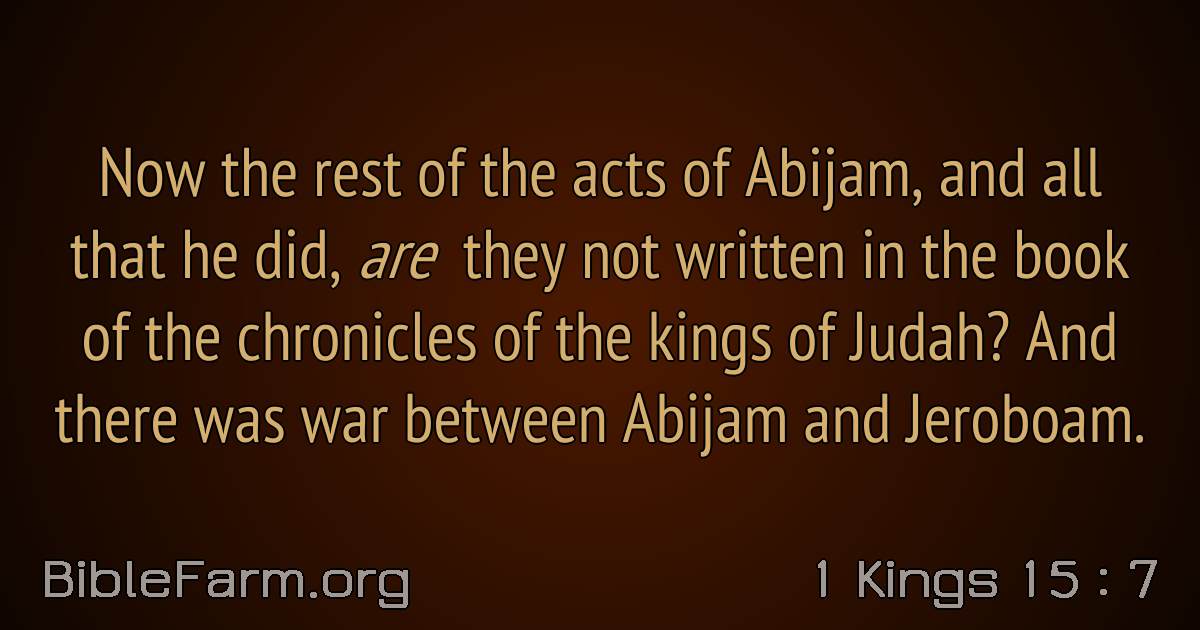 Now the rest of the acts of Abijam, and all
that he did, are they not written in the book
of the chronicles of the kings of Judah? And
there was war between Abijam and Jeroboam.
BibleFarm.org
1 Kings 15 : 7